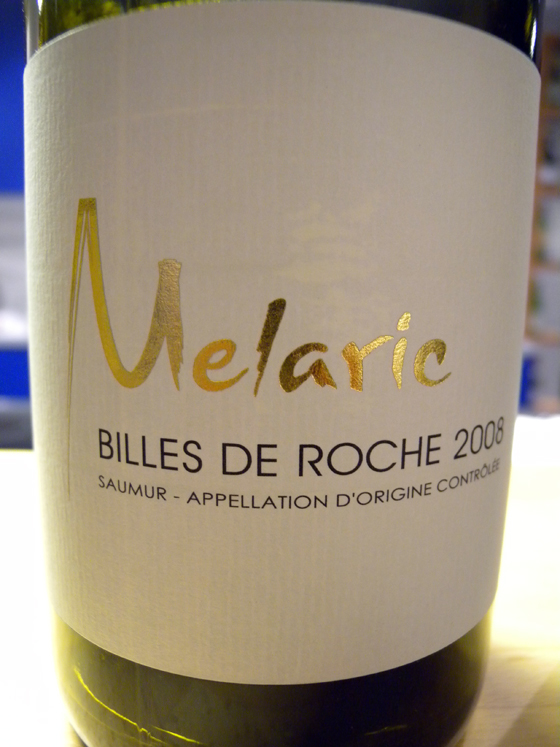 Melaric
BILLES DE ROCHE 2008
SAUMUR - APPELLATION D'ORIGINE CONTRÔLÉE